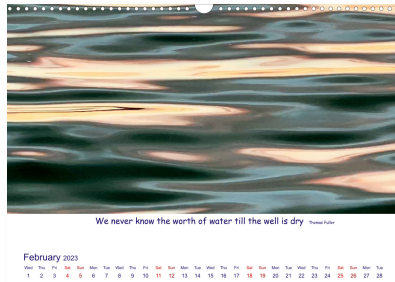 We never know the worth of water till the well is dry Thomas Fuller
February 2023
Wed Thu Fri Sat Sun Mon Tue Wed Thu Fri Sat Sun Mon Tue Wed Thu Fri Sat Sun Mon Tue Wed Thu Fri Sat Sun Mon Tue
1 2 3 4 5 6 7 8 9 10 11 12 13 14 15 16 17 18 19 20 21 22 23 24 25 26 27 28